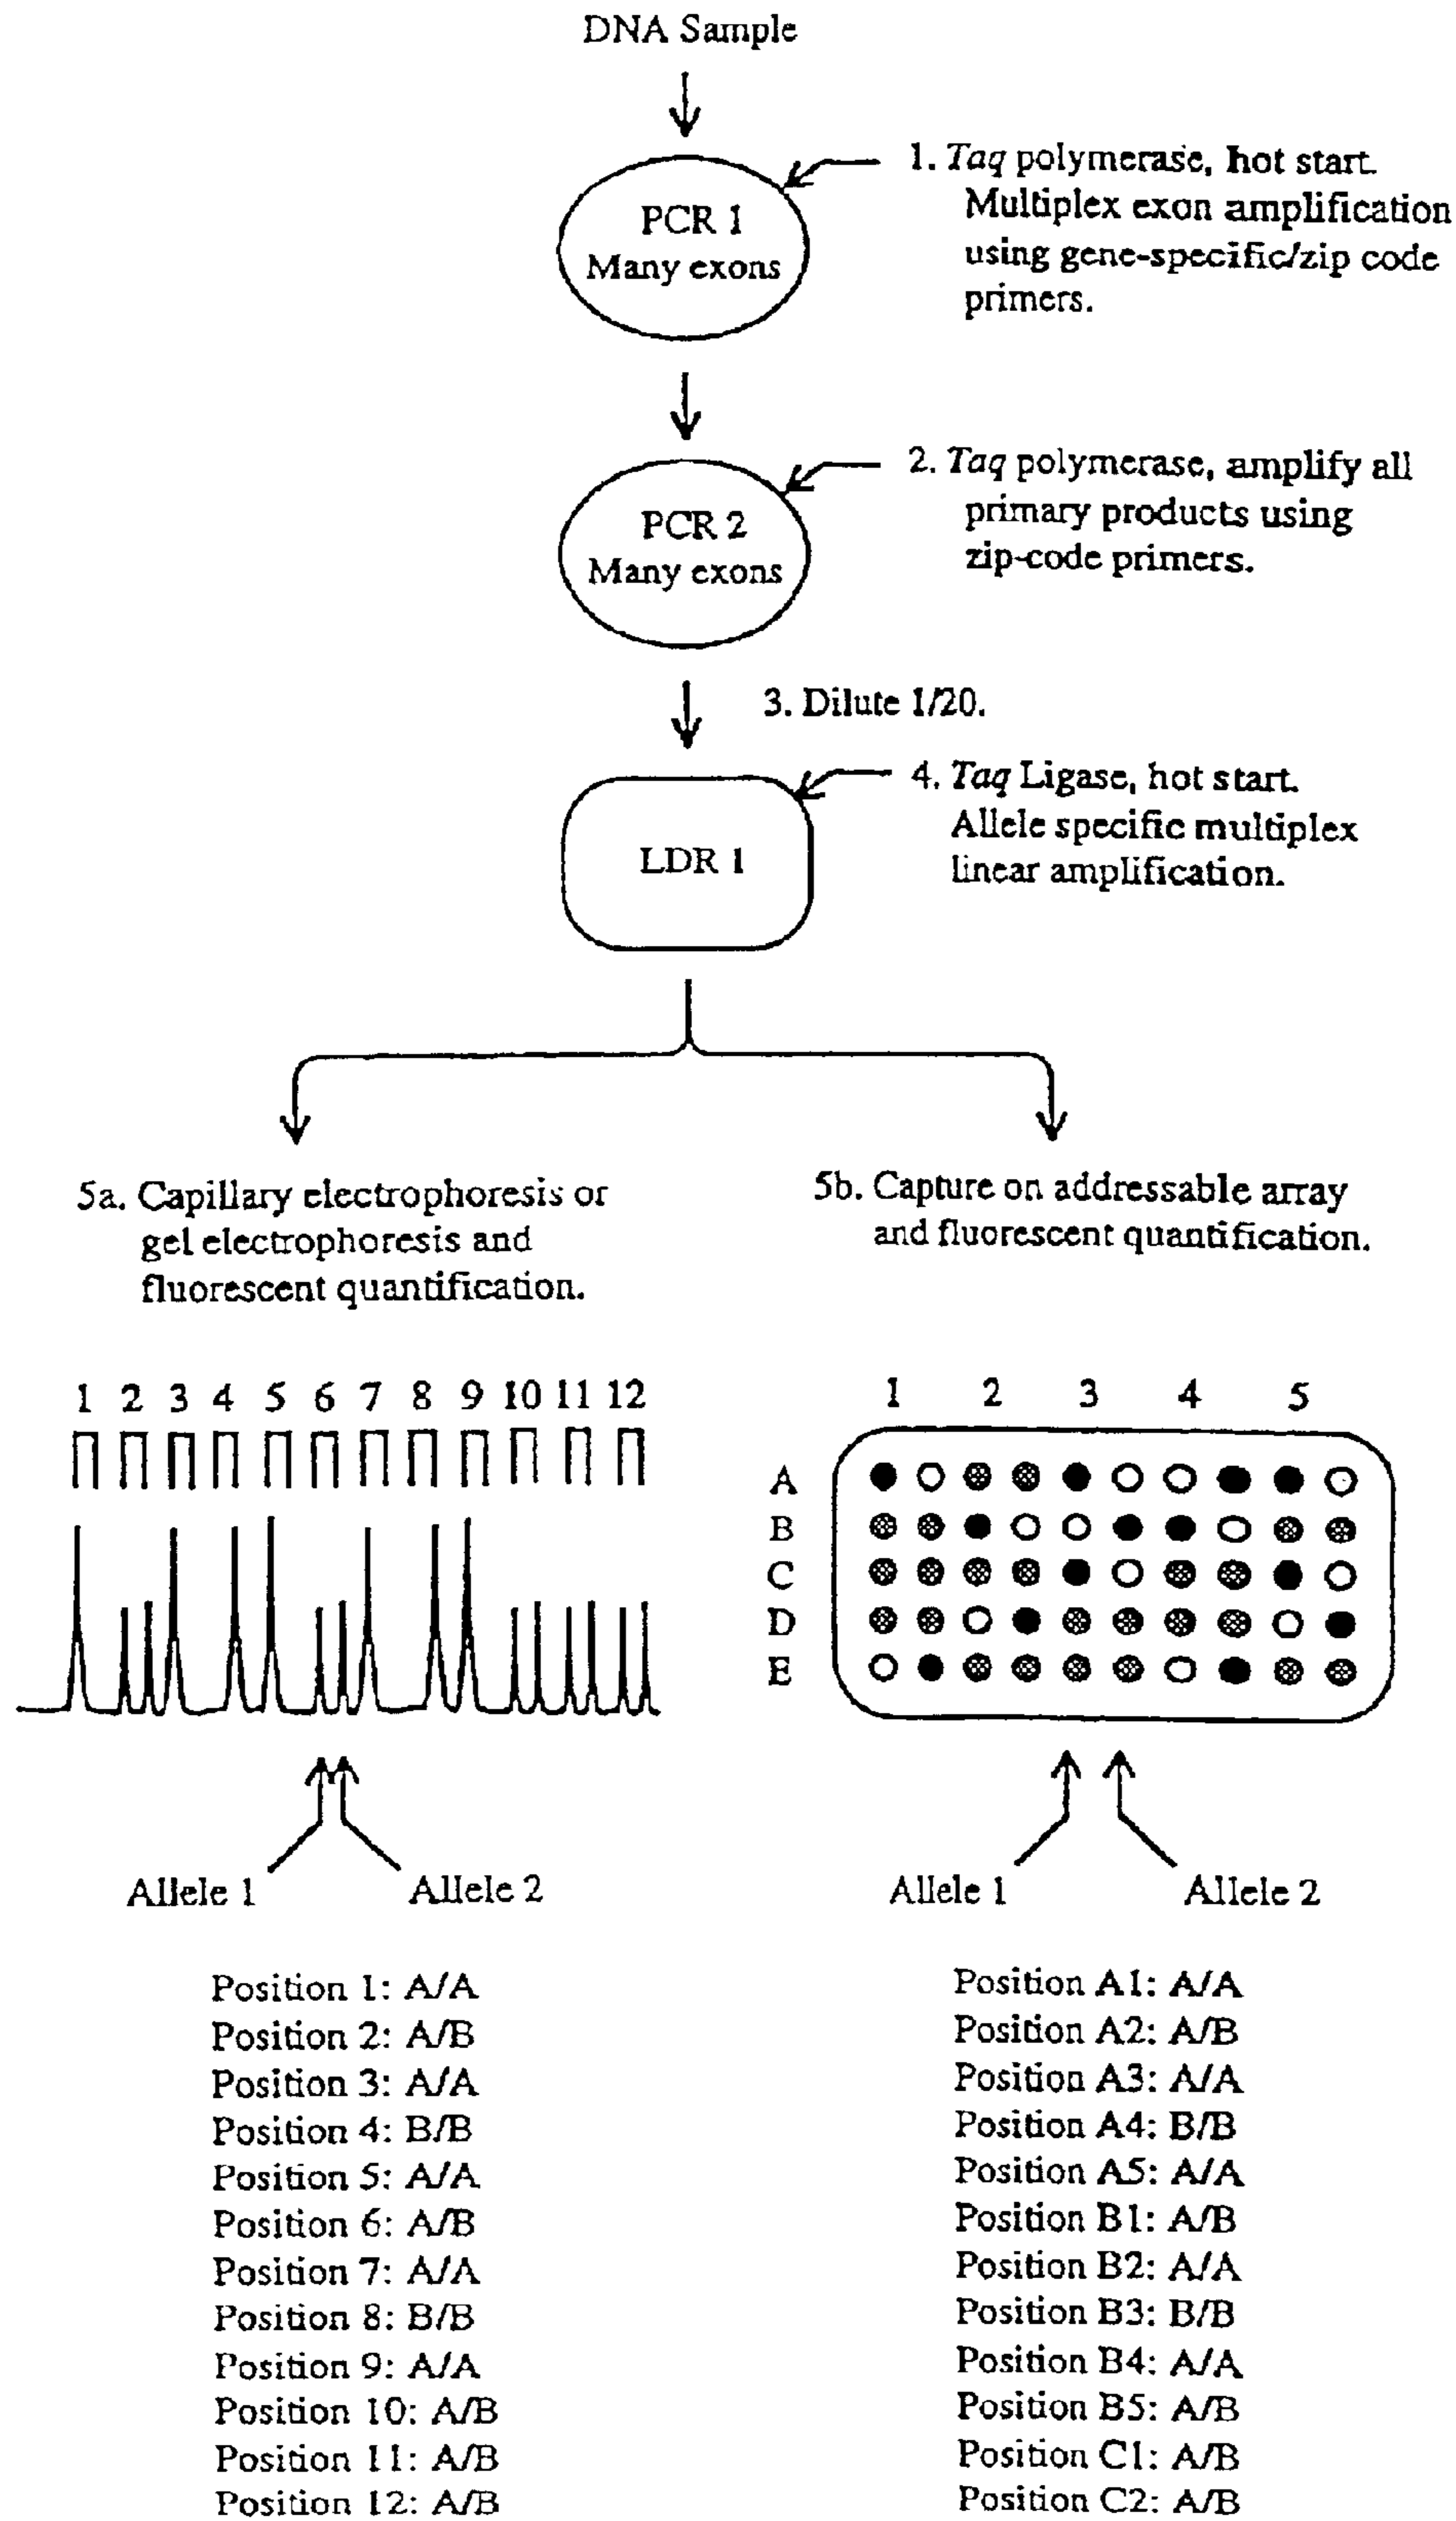 DNA Sample
PCR 1
Many exons
1. Taq polymerase, hot start.
Multiplex exon amplification
using gene-specific/zip code
primers.
PCR 2
Many exons
2. Taq polymerase, amplify all
primary products using
zip-code primers.
3. Dilute 1/20.
LDR 1
4. Taq Ligase, hot start.
Allele specific multiplex
linear amplification.
5a. Capillary electrophoresis or
gel electrophoresis and
fluorescent quantification.
1 2 3 4 5 6 7 8 9 10 11 12
Allele 1 Allele 2
Position 1: A/A
Position 2: A/B
Position 3: A/A
Position 4: B/B
Position 5: A/A
Position 6: A/B
Position 7: A/A
Position 8: B/B
Position 9: A/A
Position 10: A/B
Position 11: A/B
Position 12: A/B
5b. Capture on addressable array
and fluorescent quantification.
1 2 3 4 5
A
B
C
D
E
Allele 1 Allele 2
Position A1: A/A
Position A2: A/B
Position A3: A/A
Position A4: B/B
Position A5: A/A
Position B1: A/B
Position B2: A/A
Position B3: B/B
Position B4: A/A
Position B5: A/B
Position C1: A/B
Position C2: A/B